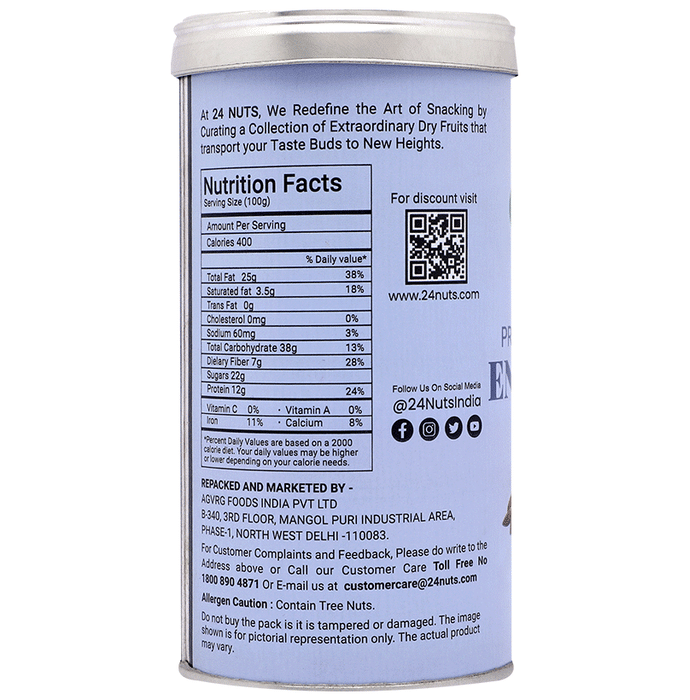 At 24 NUTS, We Redefine the Art of Snacking by
Curating a Collection of Extraordinary Dry Fruits that
transport your Taste Buds to New Heights.
Nutrition Facts
Serving Size (100g)
Amount Per Serving
Calories 400
% Daily value*
Total Fat 25g 38%
Saturated fat 3.5g 18%
Trans Fat 0g
Cholesterol 0mg 0%
Sodium 60mg 3%
Total Carbohydrate 38g 13%
Dietary Fiber 7g 28%
Sugars 22g
Protein 12g 24%
Vitamin C 0% · Vitamin A 0%
Iron 11% · Calcium 8%
*Percent Daily Values are based on a 2000
calorie diet. Your daily values may be higher
or lower depending on your calorie needs.
For discount visit
www.24nuts.com
Follow Us On Social Media
@24NutsIndia
REPACKED AND MARKETED BY -
AGVRG FOODS INDIA PVT LTD
B-340, 3RD FLOOR, MANGOL PURI INDUSTRIAL AREA,
PHASE-1, NORTH WEST DELHI -110083.
For Customer Complaints and Feedback, Please do write to the
Address above or Call our Customer Care Toll Free No
1800 890 4871 Or E-mail us at customercare@24nuts.com
Allergen Caution : Contain Tree Nuts.
Do not buy the pack is it is tampered or damaged. The image
shown is for pictorial representation only. The actual product
may vary.